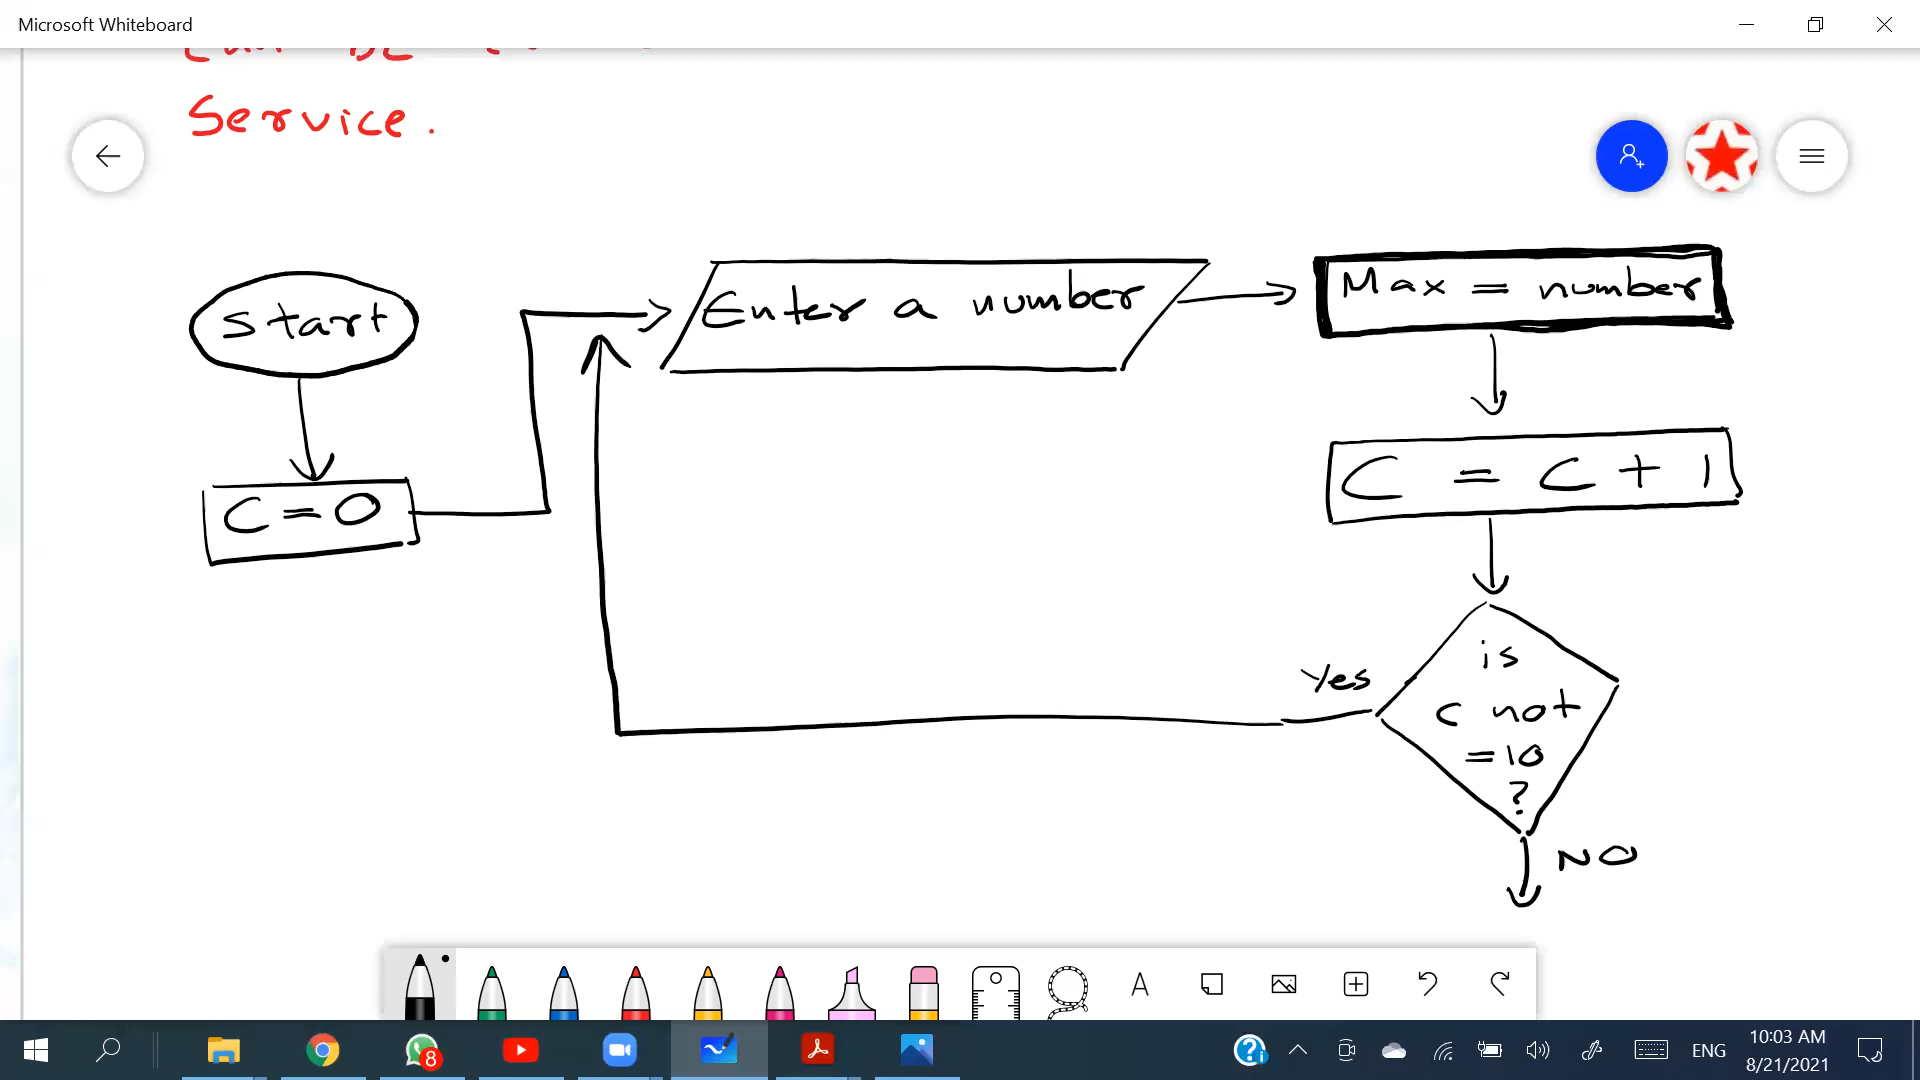 Microsoft Whiteboard
Service.
start
Enter a number
Max = number
C = 0
C = C + 1
is
c not
= 10
?
Yes
NO
A
8
ENG
10:03 AM
8/21/2021